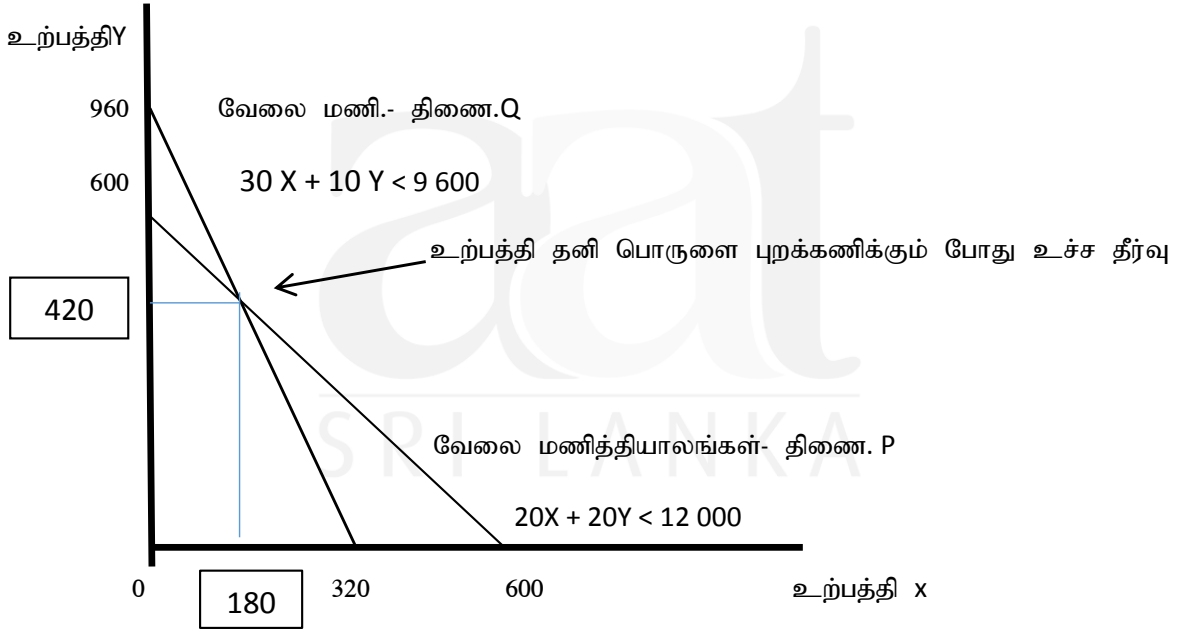 உற்பத்திY
960
வேலை மணி.- திணை.Q
600
30 X + 10 Y < 9 600
உற்பத்தி தனி பொருளை புறக்கணிக்கும் போது உச்ச தீர்வு
420
வேலை மணித்தியாலங்கள்- திணை. P
20X + 20Y < 12 000
0
180
320
600
உற்பத்தி x
aat
SRI LANKA